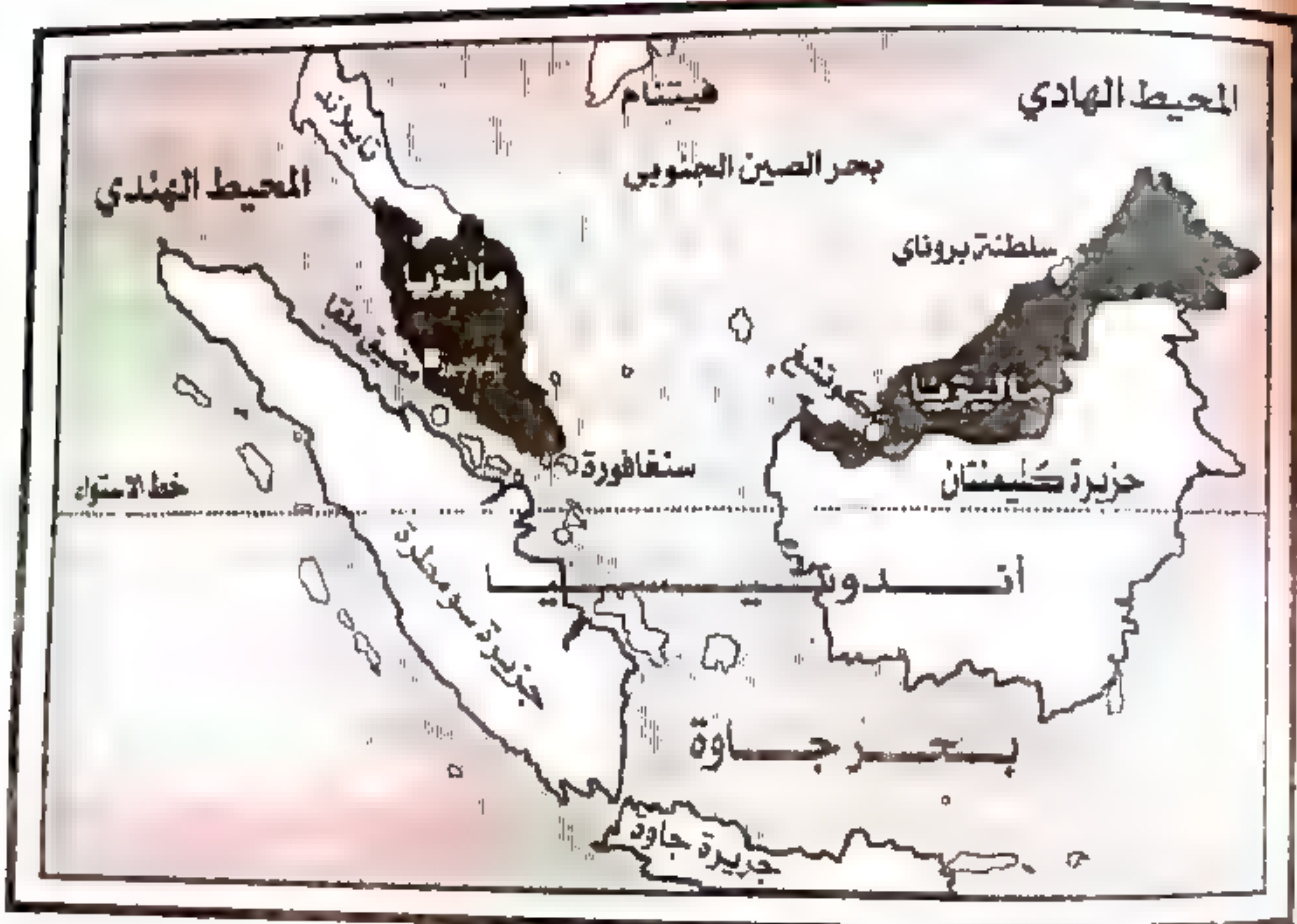 المحيط الهادي
فيتنام
تايلاند
بحر الصين الجنوبي
المحيط الهندي
سلطنة بروناي
ماليزيا
مضيق ملقا
ماليزيا
سنغافورة
جزيرة كليمنتان
خط الاستواء
أندونيسيا
جزيرة سومطرة
بحر جاوة
جزيرة جاوة